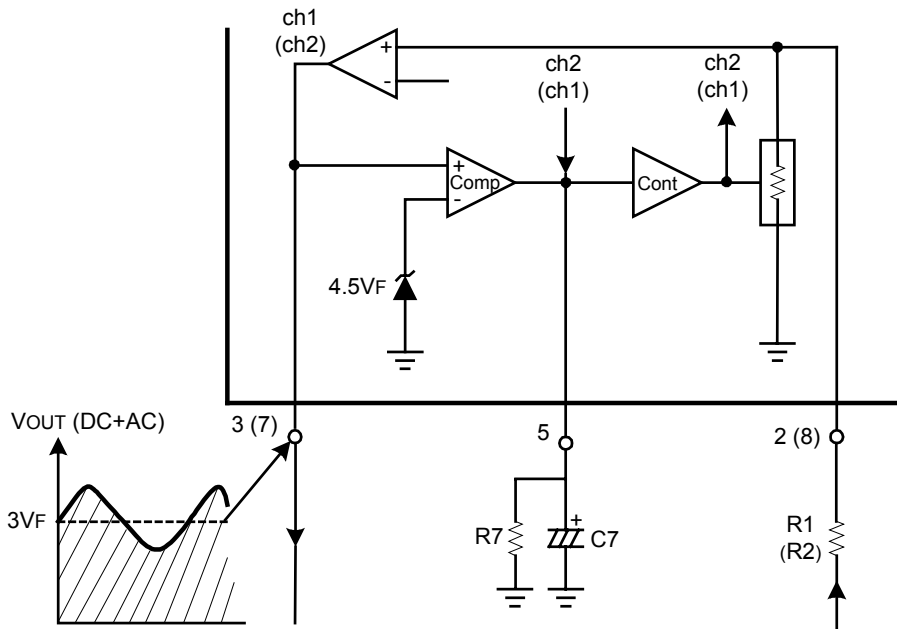 ch1
(ch2)
+
-
ch2
(ch1)
ch2
(ch1)
+
Comp
-
Cont
4.5VF
VOUT (DC+AC)
3 (7)
5
2 (8)
3VF
R7
+
C7
R1
(R2)